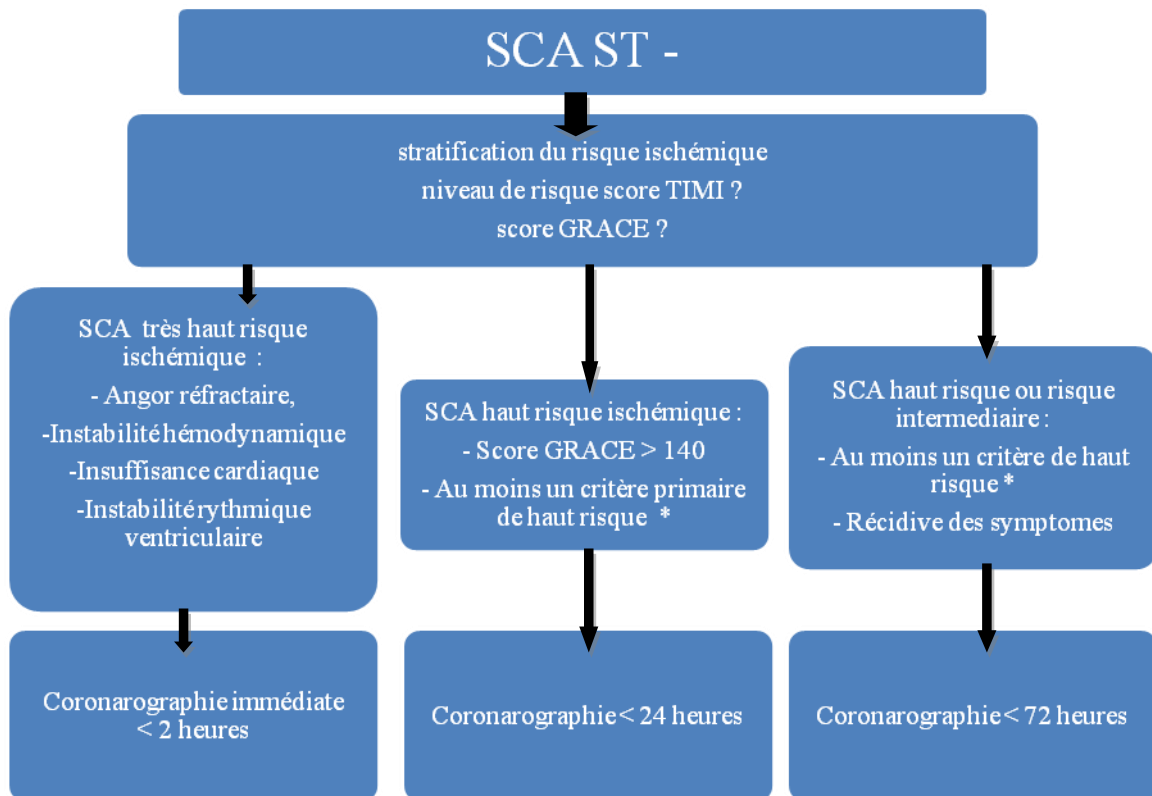 SCA ST -
stratification du risque ischémique
niveau de risque score TIMI ?
score GRACE ?
SCA très haut risque
ischémique :
- Angor réfractaire,
-Instabilité hémodynamique
-Insuffisance cardiaque
-Instabilité rythmique
ventriculaire
SCA haut risque ischémique :
- Score GRACE > 140
- Au moins un critère primaire
de haut risque *
SCA haut risque ou risque
intermediaire :
- Au moins un critère de haut
risque *
- Récidive des symptomes
Coronarographie immédiate
< 2 heures
Coronarographie < 24 heures
Coronarographie < 72 heures